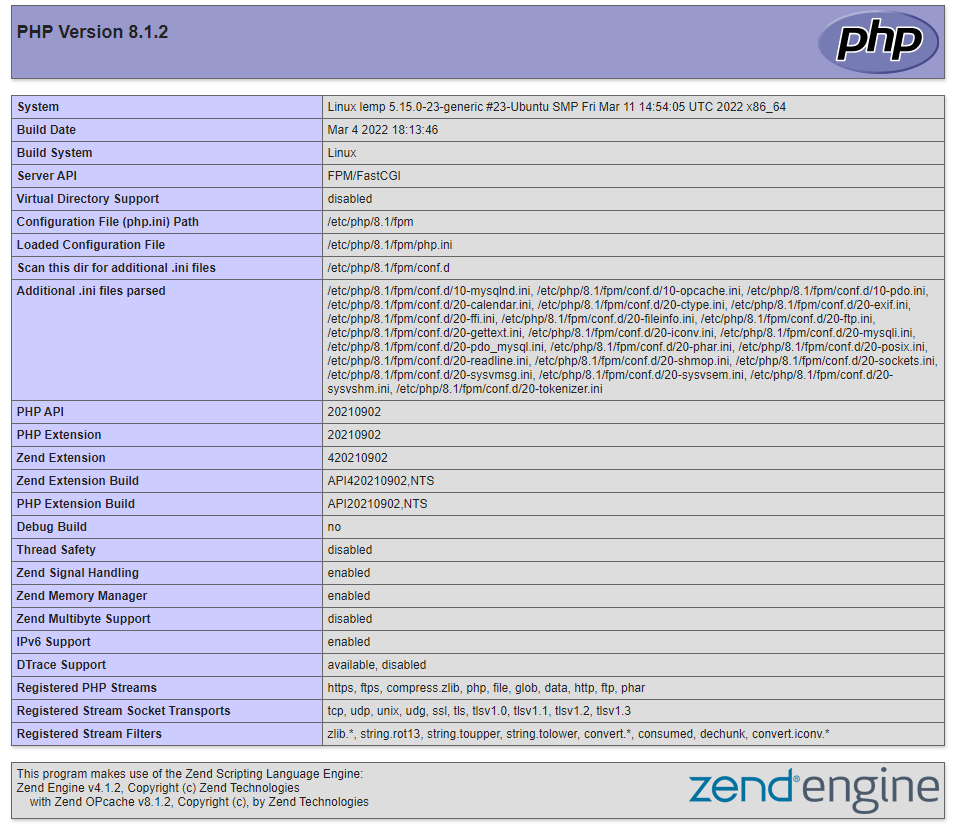 PHP Version 8.1.2
php
System Linux lemp 5.15.0-23-generic #23-Ubuntu SMP Fri Mar 11 14:54:05 UTC 2022 x86_64
Build Date Mar 4 2022 18:13:46
Build System Linux
Server API FPM/FastCGI
Virtual Directory Support disabled
Configuration File (php.ini) Path /etc/php/8.1/fpm
Loaded Configuration File /etc/php/8.1/fpm/php.ini
Scan this dir for additional .ini files /etc/php/8.1/fpm/conf.d
Additional .ini files parsed /etc/php/8.1/fpm/conf.d/10-mysqlnd.ini, /etc/php/8.1/fpm/conf.d/10-opcache.ini, /etc/php/8.1/fpm/conf.d/10-pdo.ini,
/etc/php/8.1/fpm/conf.d/20-calendar.ini, /etc/php/8.1/fpm/conf.d/20-ctype.ini, /etc/php/8.1/fpm/conf.d/20-exif.ini,
/etc/php/8.1/fpm/conf.d/20-ffi.ini, /etc/php/8.1/fpm/conf.d/20-fileinfo.ini, /etc/php/8.1/fpm/conf.d/20-ftp.ini,
/etc/php/8.1/fpm/conf.d/20-gettext.ini, /etc/php/8.1/fpm/conf.d/20-iconv.ini, /etc/php/8.1/fpm/conf.d/20-mysqli.ini,
/etc/php/8.1/fpm/conf.d/20-pdo_mysql.ini, /etc/php/8.1/fpm/conf.d/20-phar.ini, /etc/php/8.1/fpm/conf.d/20-posix.ini,
/etc/php/8.1/fpm/conf.d/20-readline.ini, /etc/php/8.1/fpm/conf.d/20-shmop.ini, /etc/php/8.1/fpm/conf.d/20-sockets.ini,
/etc/php/8.1/fpm/conf.d/20-sysvmsg.ini, /etc/php/8.1/fpm/conf.d/20-sysvsem.ini, /etc/php/8.1/fpm/conf.d/20-
sysvshm.ini, /etc/php/8.1/fpm/conf.d/20-tokenizer.ini
PHP API 20210902
PHP Extension 20210902
Zend Extension 420210902
Zend Extension Build API420210902,NTS
PHP Extension Build API20210902,NTS
Debug Build no
Thread Safety disabled
Zend Signal Handling enabled
Zend Memory Manager enabled
Zend Multibyte Support disabled
IPv6 Support enabled
DTrace Support available, disabled
Registered PHP Streams https, ftps, compress.zlib, php, file, glob, data, http, ftp, phar
Registered Stream Socket Transports tcp, udp, unix, udg, ssl, tls, tlsv1.0, tlsv1.1, tlsv1.2, tlsv1.3
Registered Stream Filters zlib.*, string.rot13, string.toupper, string.tolower, convert.*, consumed, dechunk, convert.iconv.*
This program makes use of the Zend Scripting Language Engine:
Zend Engine v4.1.2, Copyright (c) Zend Technologies
with Zend OPcache v8.1.2, Copyright (c), by Zend Technologies
zend® engine